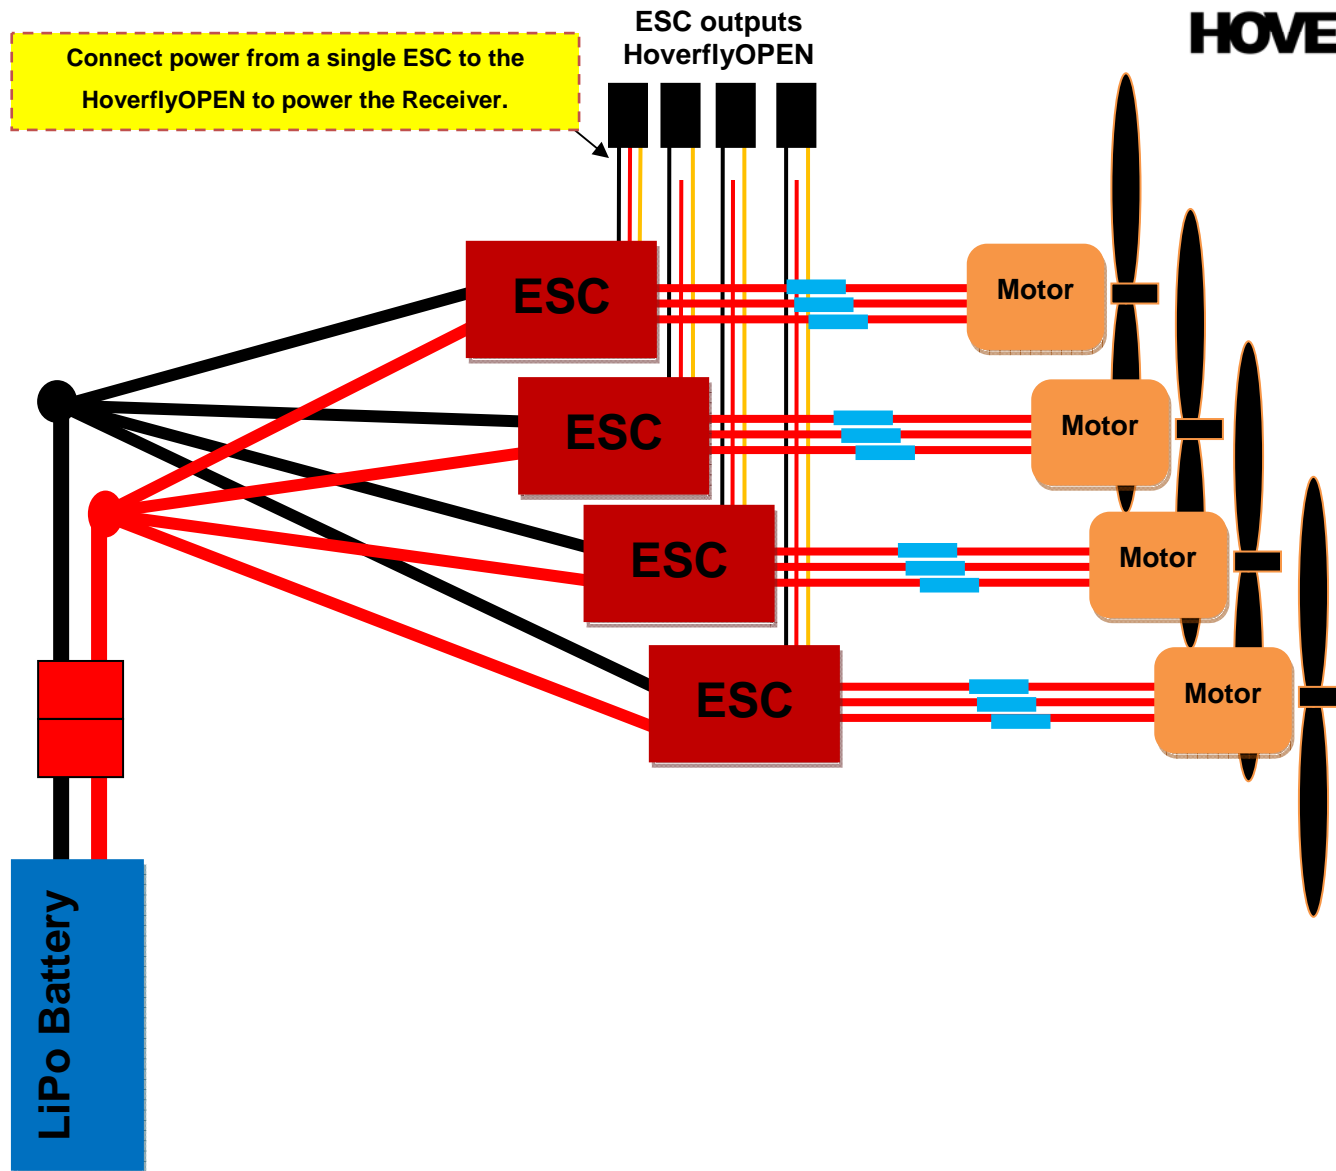 ESC outputs
HoverflyOPEN
HOVE
Connect power from a single ESC to the
HoverflyOPEN to power the Receiver.
ESC
Motor
ESC
Motor
ESC
Motor
ESC
Motor
LiPo Battery